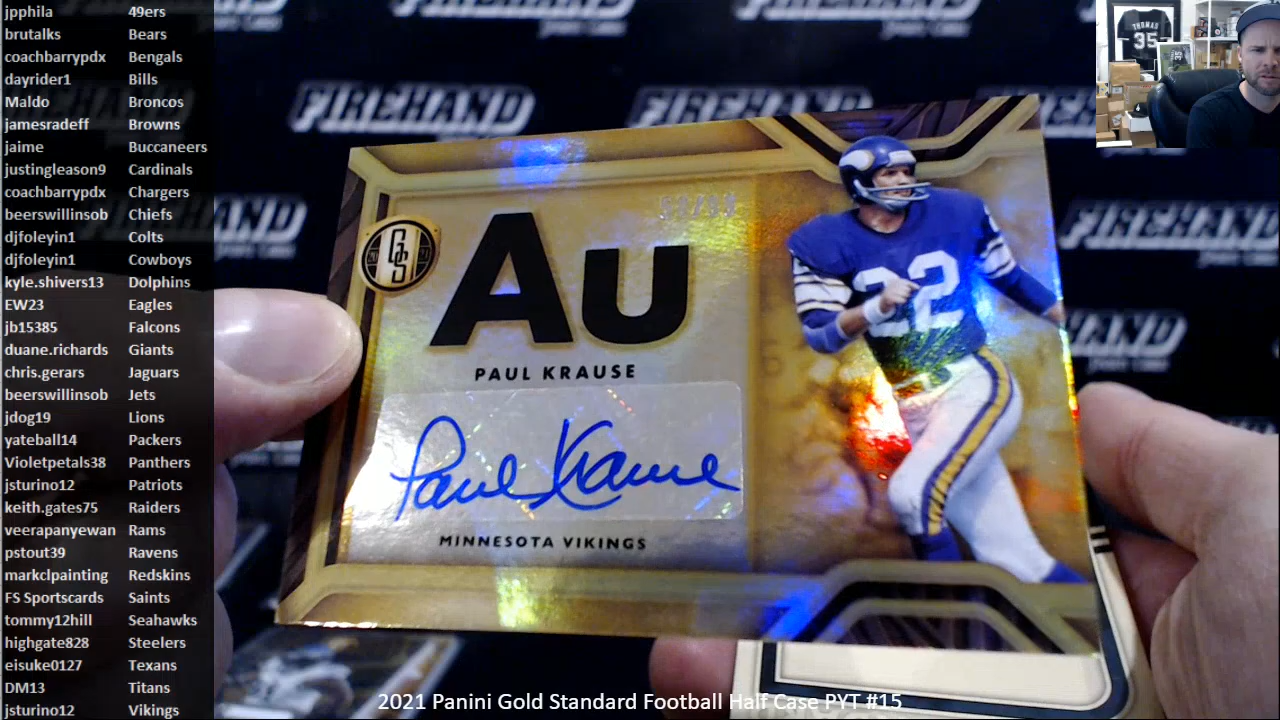 jpphila 49ers
brutalks Bears
coachbarrypdx Bengals
dayrider1 Bills
Maldo Broncos
jamesradeff Browns
jaime Buccaneers
justingleason9 Cardinals
coachbarrypdx Chargers
beerswillinsob Chiefs
djfoleyin1 Colts
djfoleyin1 Cowboys
kyle.shivers13 Dolphins
EW23 Eagles
jb15385 Falcons
duane.richards Giants
chris.gerars Jaguars
beerswillinsob Jets
jdog19 Lions
yateball14 Packers
Violetpetals38 Panthers
jsturino12 Patriots
keith.gates75 Raiders
veerapanyewan Rams
pstout39 Ravens
markclpainting Redskins
FS Sportscards Saints
tommy12hill Seahawks
highgate828 Steelers
eisuke0127 Texans
DM13 Titans
jsturino12 Vikings
THOMAS
35
FIREHAND
FIREHAND
FIREHAND
GS
Au
PAUL KRAUSE
Paul Krause
MINNESOTA VIKINGS
22
2021 Panini Gold Standard Football Half Case PYT #15